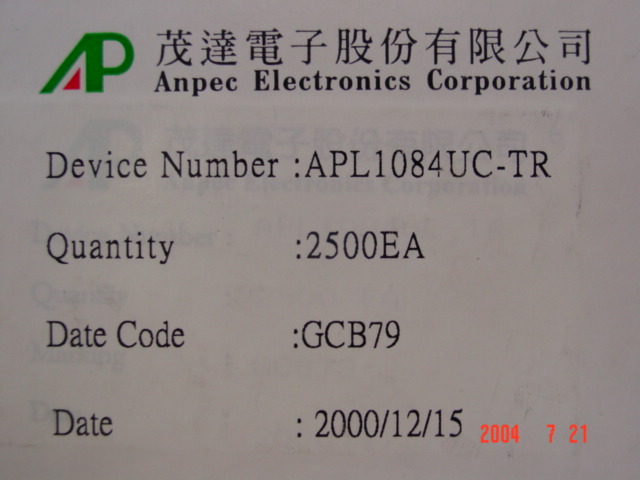 AP 茂達電子股份有限公司
Anpec Electronics Corporation
Device Number :APL1084UC-TR
Quantity :2500EA
Date Code :GCB79
Date : 2000/12/15
2004 7 21